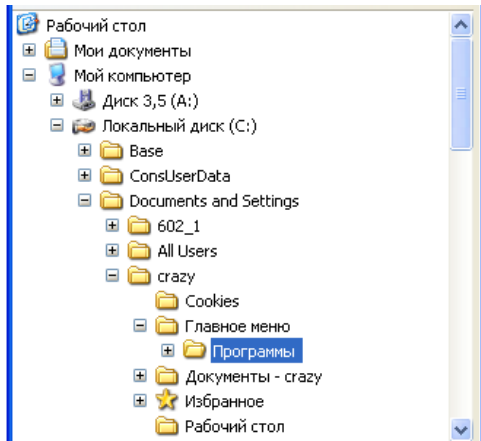 Рабочий стол
Мои документы
Мой компьютер
Диск 3,5 (A:)
Локальный диск (C:)
Base
ConsUserData
Documents and Settings
602_1
All Users
crazy
Cookies
Главное меню
Программы
Документы - crazy
Избранное
Рабочий стол